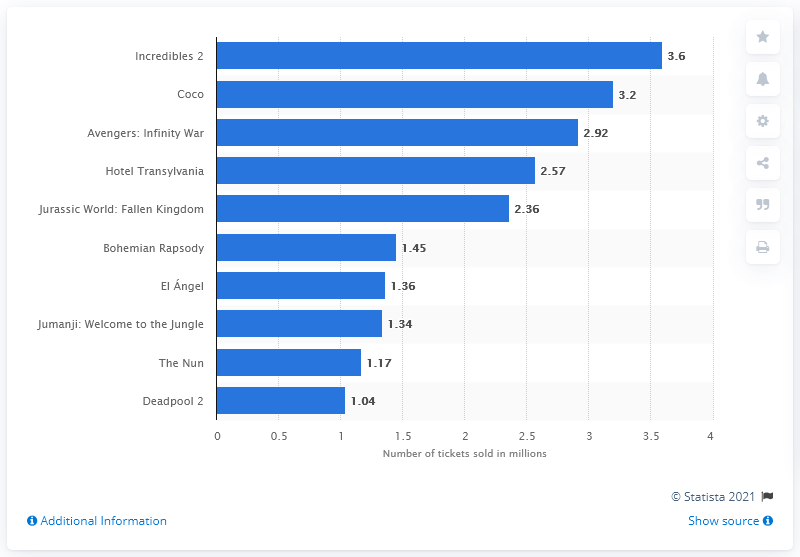 Incredibles 2 3.6
Coco 3.2
Avengers: Infinity War 2.92
Hotel Transylvania 2.57
Jurassic World: Fallen Kingdom 2.36
Bohemian Rapsody 1.45
El Ángel 1.36
Jumanji: Welcome to the Jungle 1.34
The Nun 1.17
Deadpool 2 1.04
0 0.5 1 1.5 2 2.5 3 3.5 4
Number of tickets sold in millions
© Statista 2021
Additional Information Show source